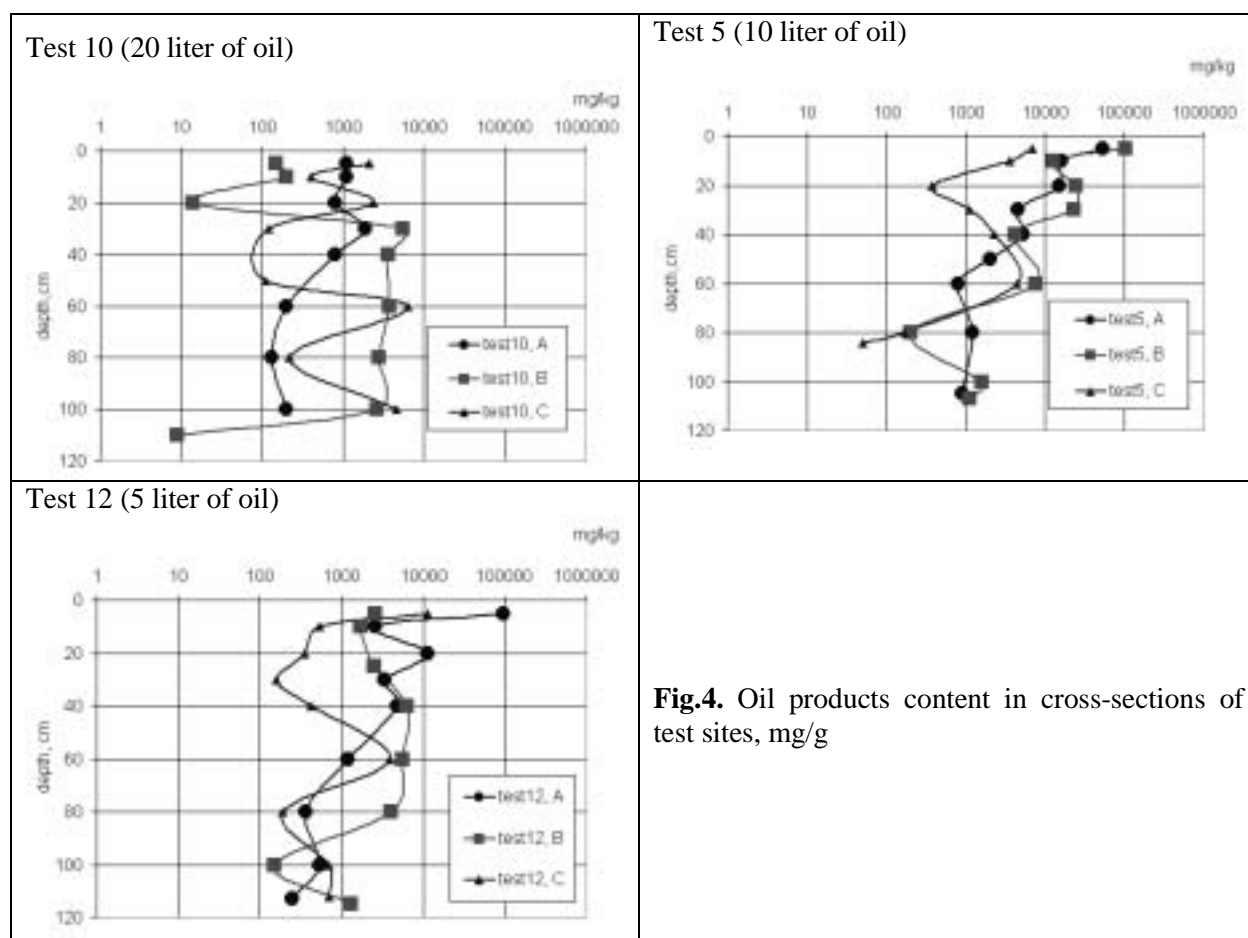 Test 10 (20 liter of oil)
mg/kg
1 10 100 1000 10000 100000 1000000
0
20
40
60
80
100
120
depth,cm
test10, A
test10, B
test10, C
Test 5 (10 liter of oil)
mg/kg
1 10 100 1000 10000 100000 1000000
0
20
40
60
80
100
120
depth,cm
test5, A
test5, B
test5, C
Test 12 (5 liter of oil)
mg/kg
1 10 100 1000 10000 100000 1000000
0
20
40
60
80
100
120
depth, cm
test12, A
test12, B
test12, C
Fig.4. Oil products content in cross-sections of
test sites, mg/g